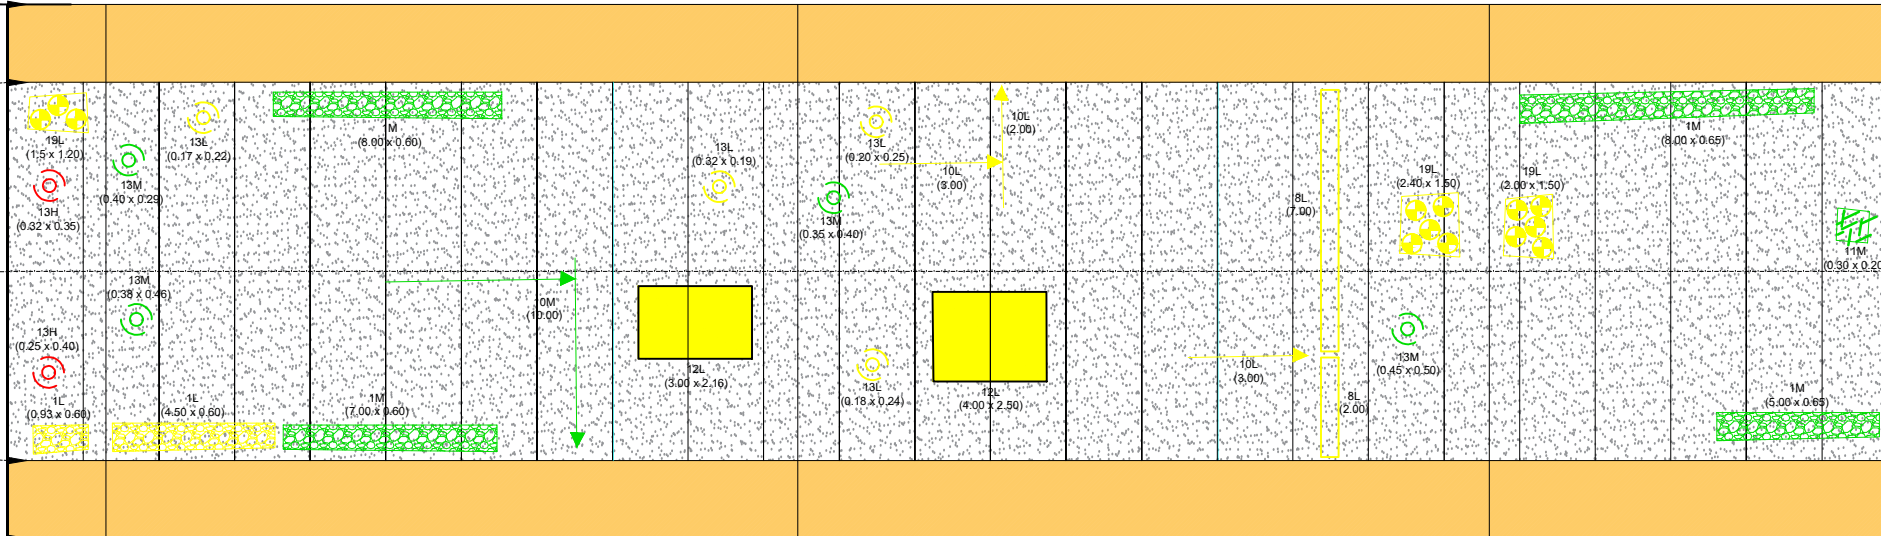 19L
(1.5 x 1.20)
13L
(0.17 x 0.22)
M
(8.00 x 0.60)
13M
(0.40 x 0.29)
13H
(0.32 x 0.35)
13L
(0.32 x 0.19)
13L
(0.20 x 0.25)
10L
(2.00)
10L
(3.00)
13M
(0.35 x 0.40)
8L
(7.00)
19L
(2.40 x 1.50)
19L
(2.00 x 1.50)
1M
(8.00 x 0.65)
11M
(0.30 x 0.20
13M
(0.38 x 0.46)
0M
(10.00)
13H
(0.25 x 0.40)
1L
(0.93 x 0.60)
1L
(4.50 x 0.60)
1M
(7.00 x 0.60)
12L
(3.00 x 2.16)
13L
(0.18 x 0.24)
12L
(4.00 x 2.50)
10L
(3.00)
8L
(2.00)
13M
(0.45 x 0.50)
1M
(5.00 x 0.65)